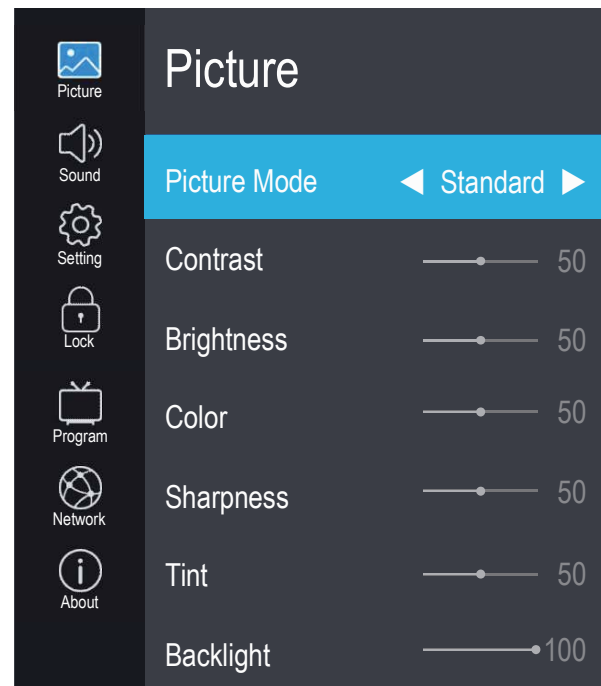 Picture
Sound
Setting
Lock
Program
Network
About
Picture
Picture Mode Standard
Contrast 50
Brightness 50
Color 50
Sharpness 50
Tint 50
Backlight 100